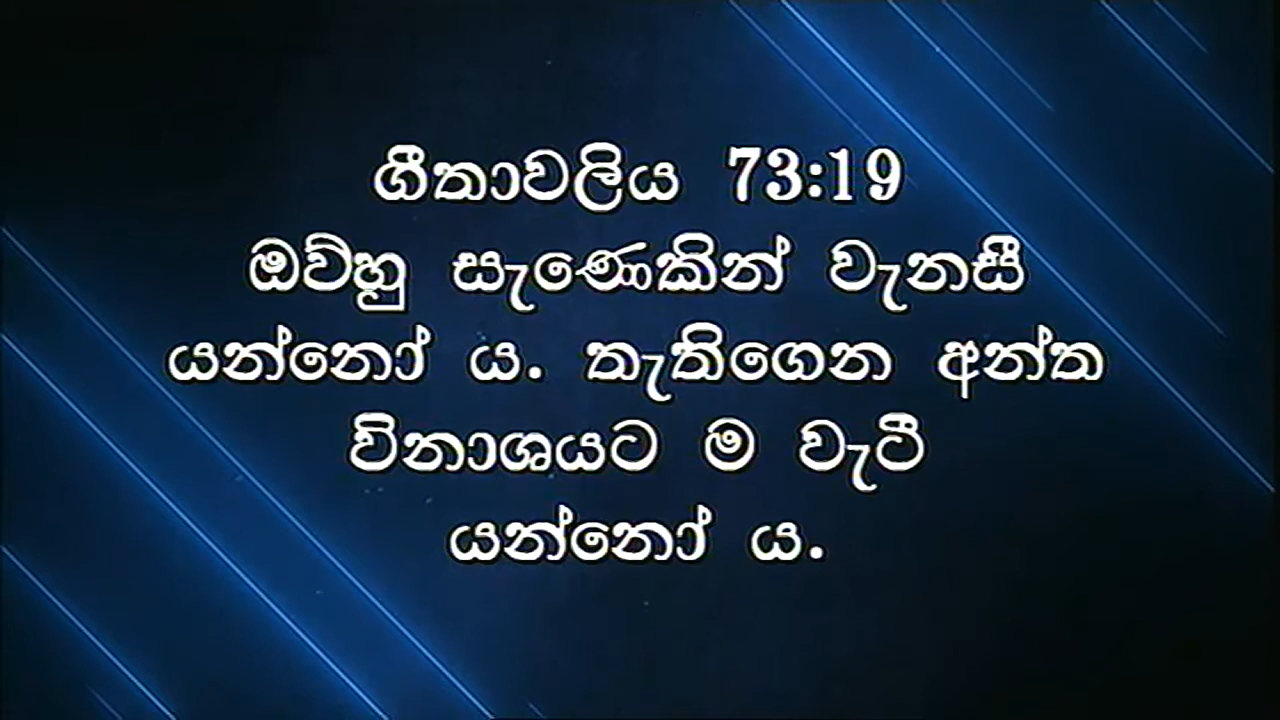 ගීතාවලිය 73:19
ඔව්හු සැණෙකින් වැනසී
යන්නෝ ය. තැතිගෙන අන්ත
විනාශයට ම වැටී
යන්නෝ ය.